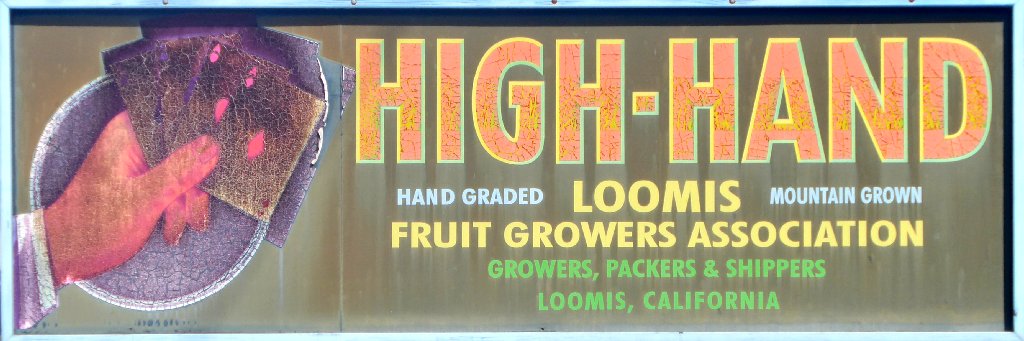 HIGH-HAND
HAND GRADED LOOMIS MOUNTAIN GROWN
FRUIT GROWERS ASSOCIATION
GROWERS, PACKERS & SHIPPERS
LOOMIS, CALIFORNIA